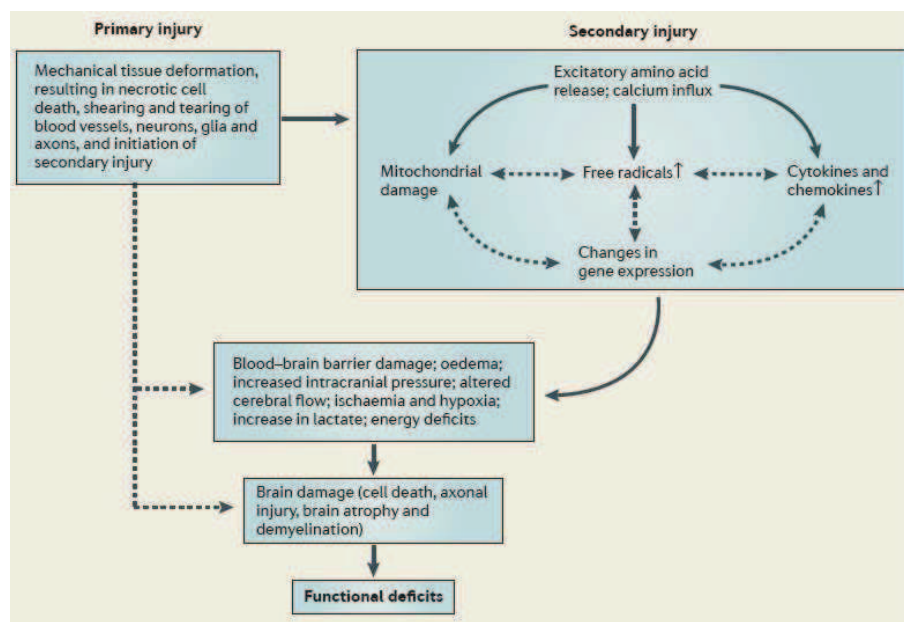 Primary injury
Mechanical tissue deformation,
resulting in necrotic cell
death, shearing and tearing of
blood vessels, neurons, glia and
axons, and initiation of
secondary injury
Secondary injury
Excitatory amino acid
release; calcium influx
Mitochondrial
damage
Free radicals↑
Cytokines and
chemokines↑
Changes in
gene expression
Blood–brain barrier damage; oedema;
increased intracranial pressure; altered
cerebral flow; ischaemia and hypoxia;
increase in lactate; energy deficits
Brain damage (cell death, axonal
injury, brain atrophy and
demyelination)
Functional deficits